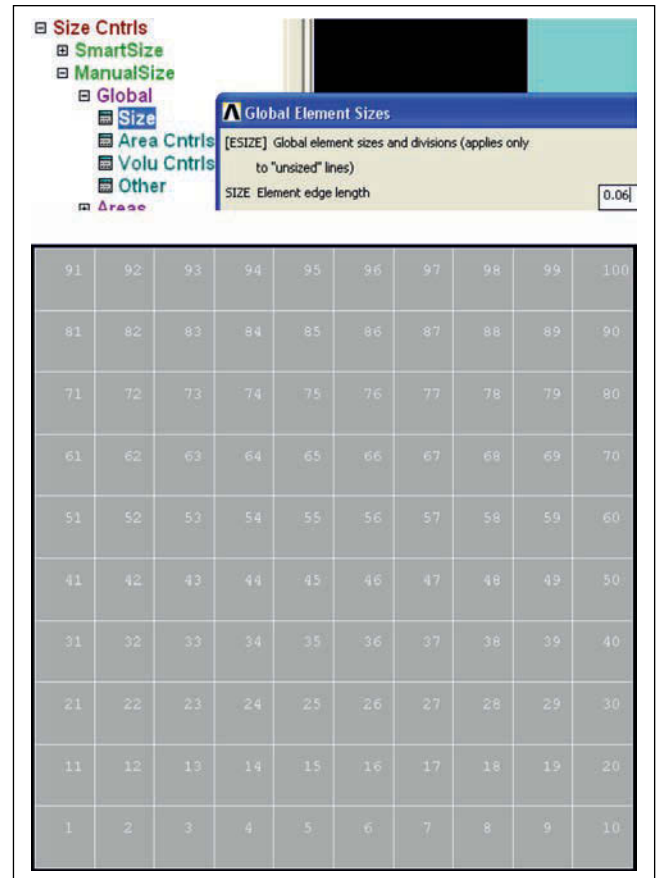 Size Cntrls
SmartSize
ManualSize
Global
Size
Area Cntrls
Volu Cntrls
Other
Areas
Global Element Sizes
[ESIZE] Global element sizes and divisions (applies only
to "unsized" lines)
SIZE Element edge length
0.06
91 92 93 94 95 96 97 98 99 100
81 82 83 84 85 86 87 88 89 90
71 72 73 74 75 76 77 78 79 80
61 62 63 64 65 66 67 68 69 70
51 52 53 54 55 56 57 58 59 60
41 42 43 44 45 46 47 48 49 50
31 32 33 34 35 36 37 38 39 40
21 22 23 24 25 26 27 28 29 30
11 12 13 14 15 16 17 18 19 20
1 2 3 4 5 6 7 8 9 10